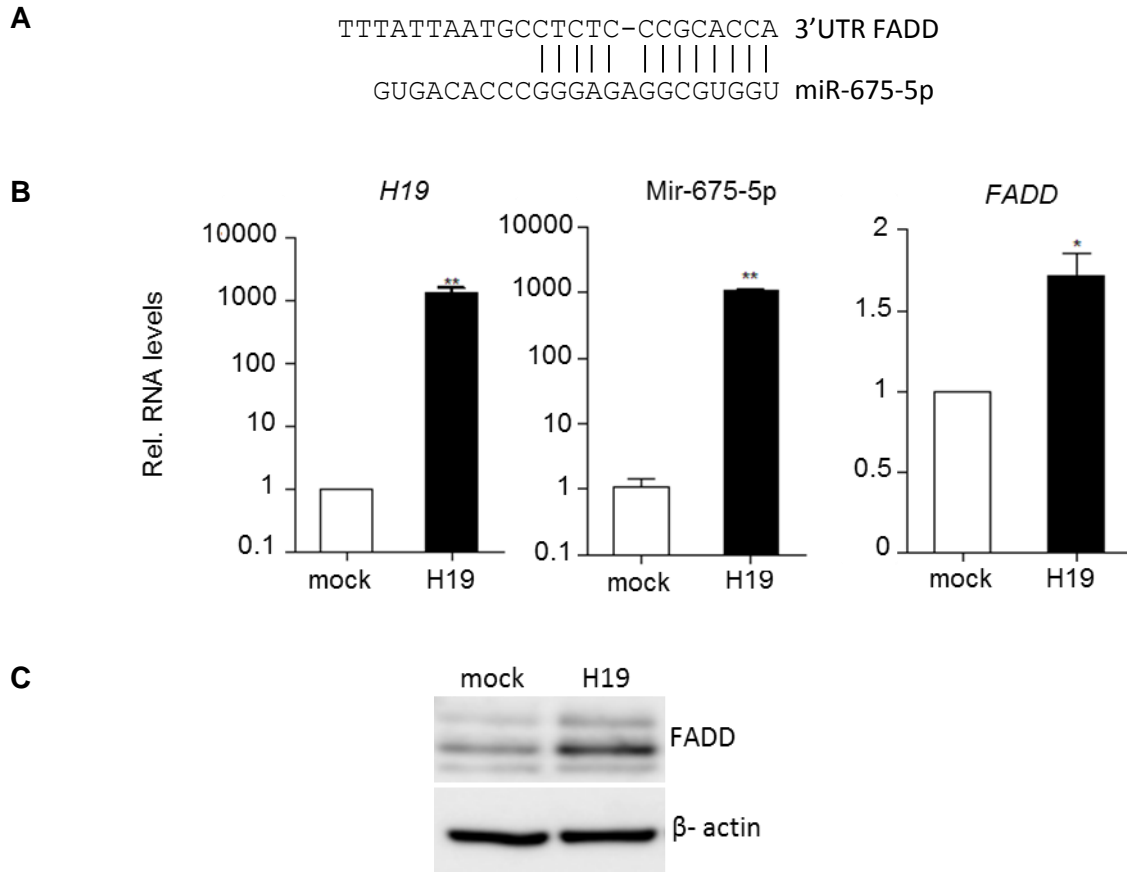 A
TTTATTAATGCCTCTC-CCGCACCA 3’UTR FADD
GUGACACCCGGGAGAGGCGUGGU miR-675-5p
B
H19
Mir-675-5p
FADD
Rel. RNA levels
10000
1000
100
10
1
0.1
**
mock H19
10000
1000
100
10
1
0.1
**
mock H19
2
1.5
1
0.5
0
*
mock H19
C
mock H19
FADD
β- actin